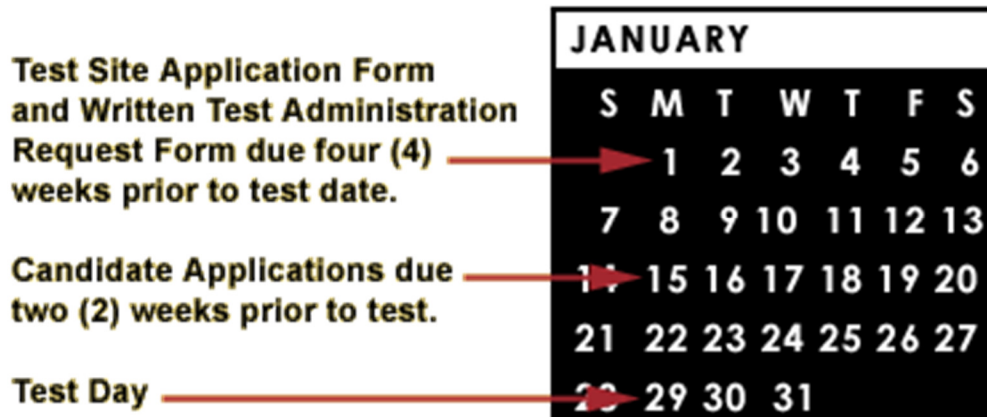 Test Site Application Form
and Written Test Administration
Request Form due four (4)
weeks prior to test date.
Candidate Applications due
two (2) weeks prior to test.
Test Day
JANUARY
S M T W T F S
1 2 3 4 5 6
7 8 9 10 11 12 13
14 15 16 17 18 19 20
21 22 23 24 25 26 27
28 29 30 31